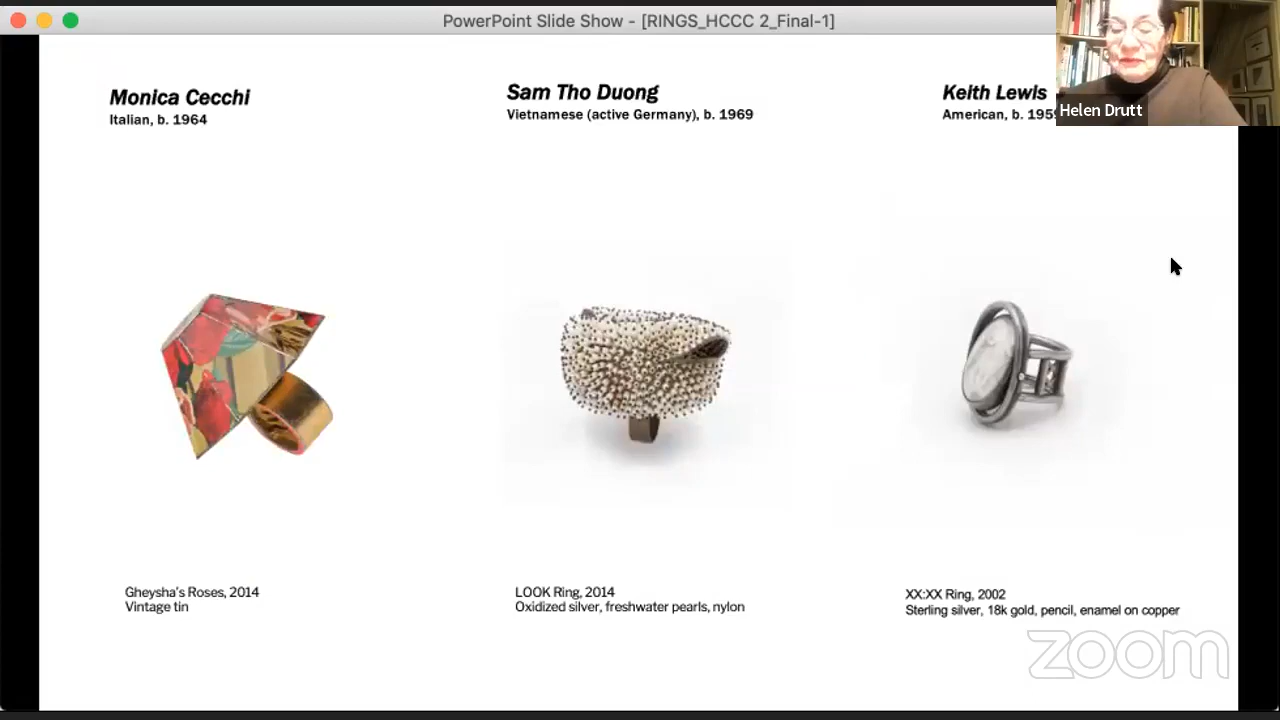 PowerPoint Slide Show - [RINGS_HCCC 2_Final-1]
Helen Drutt
Monica Cecchi
Italian, b. 1964
Sam Tho Duong
Vietnamese (active Germany), b. 1969
Keith Lewis
American, b. 1959
Gheysha's Roses, 2014
Vintage tin
LOOK Ring, 2014
Oxidized silver, freshwater pearls, nylon
XX:XX Ring, 2002
Sterling silver, 18k gold, pencil, enamel on copper
zoom